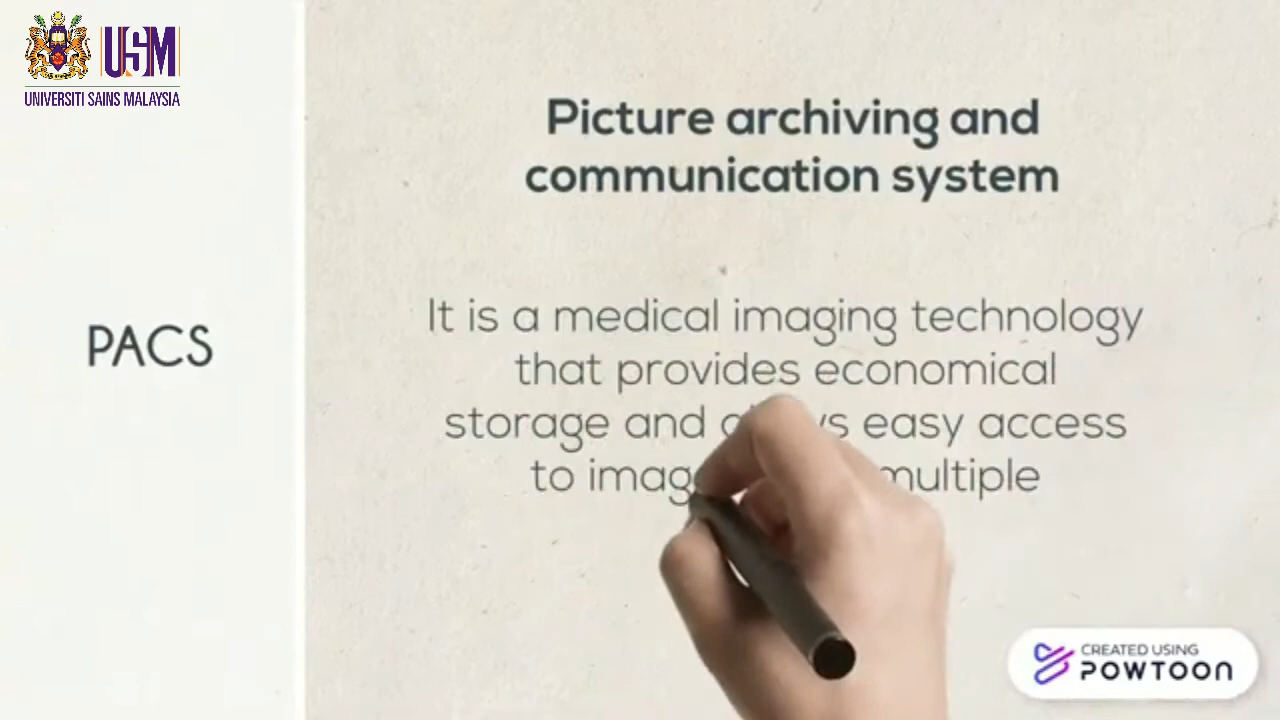 USM
UNIVERSITI SAINS MALAYSIA
PACS
Picture archiving and
communication system
It is a medical imaging technology
that provides economical
storage and easy access
to multiple
CREATED USING
POWTOON